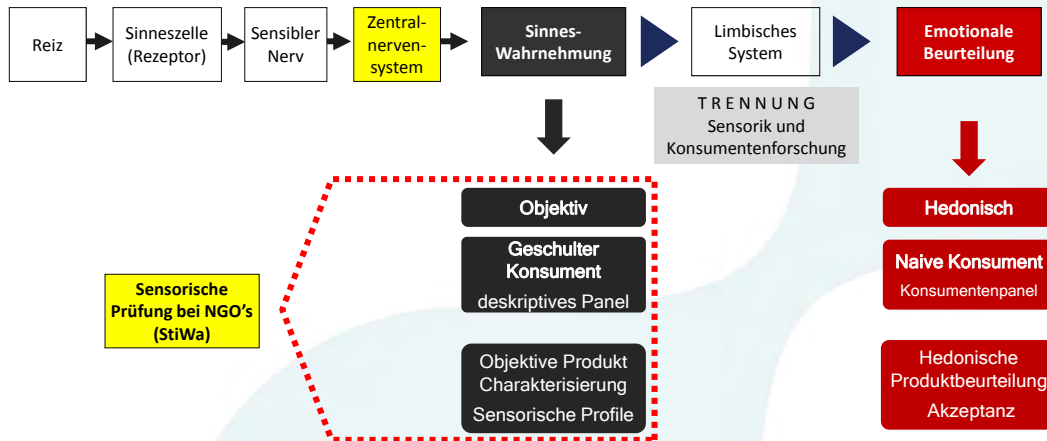 Reiz
Sinneszelle
(Rezeptor)
Sensibler
Nerv
Zentral-
nerven-
system
Sinnes-
Wahrnehmung
Limbisches
System
Emotionale
Beurteilung
T R E N N U N G
Sensorik und
Konsumentenforschung
Objektiv
Geschulter
Konsument
deskriptives Panel
Objektive Produkt
Charakterisierung
Sensorische Profile
Sensorische
Prüfung bei NGO’s
(StiWa)
Hedonisch
Naive Konsument
Konsumentenpanel
Hedonische
Produktbeurteilung
Akzeptanz